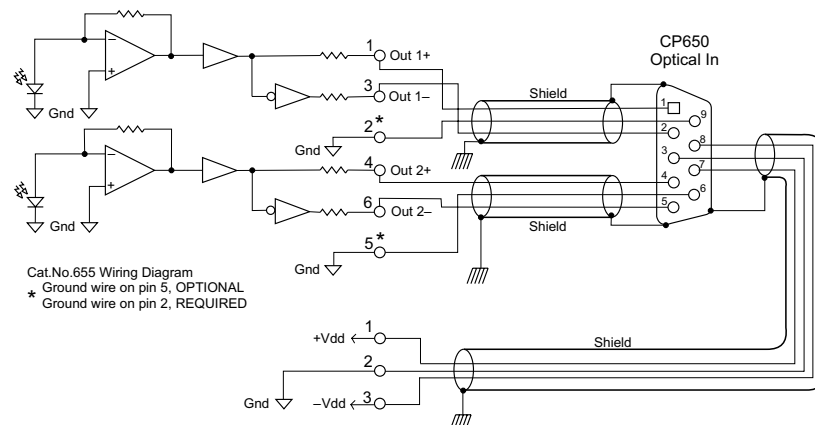 CP650
Optical In
1 Out 1+
3 Out 1–
Gnd
Gnd 2*
Shield
1
9
2
8
3
7
4
6
5
4 Out 2+
6 Out 2–
Gnd
Gnd 5*
Shield
Cat.No.655 Wiring Diagram
* Ground wire on pin 5, OPTIONAL
Ground wire on pin 2, REQUIRED
+Vdd 1
2
Gnd
–Vdd 3
Shield